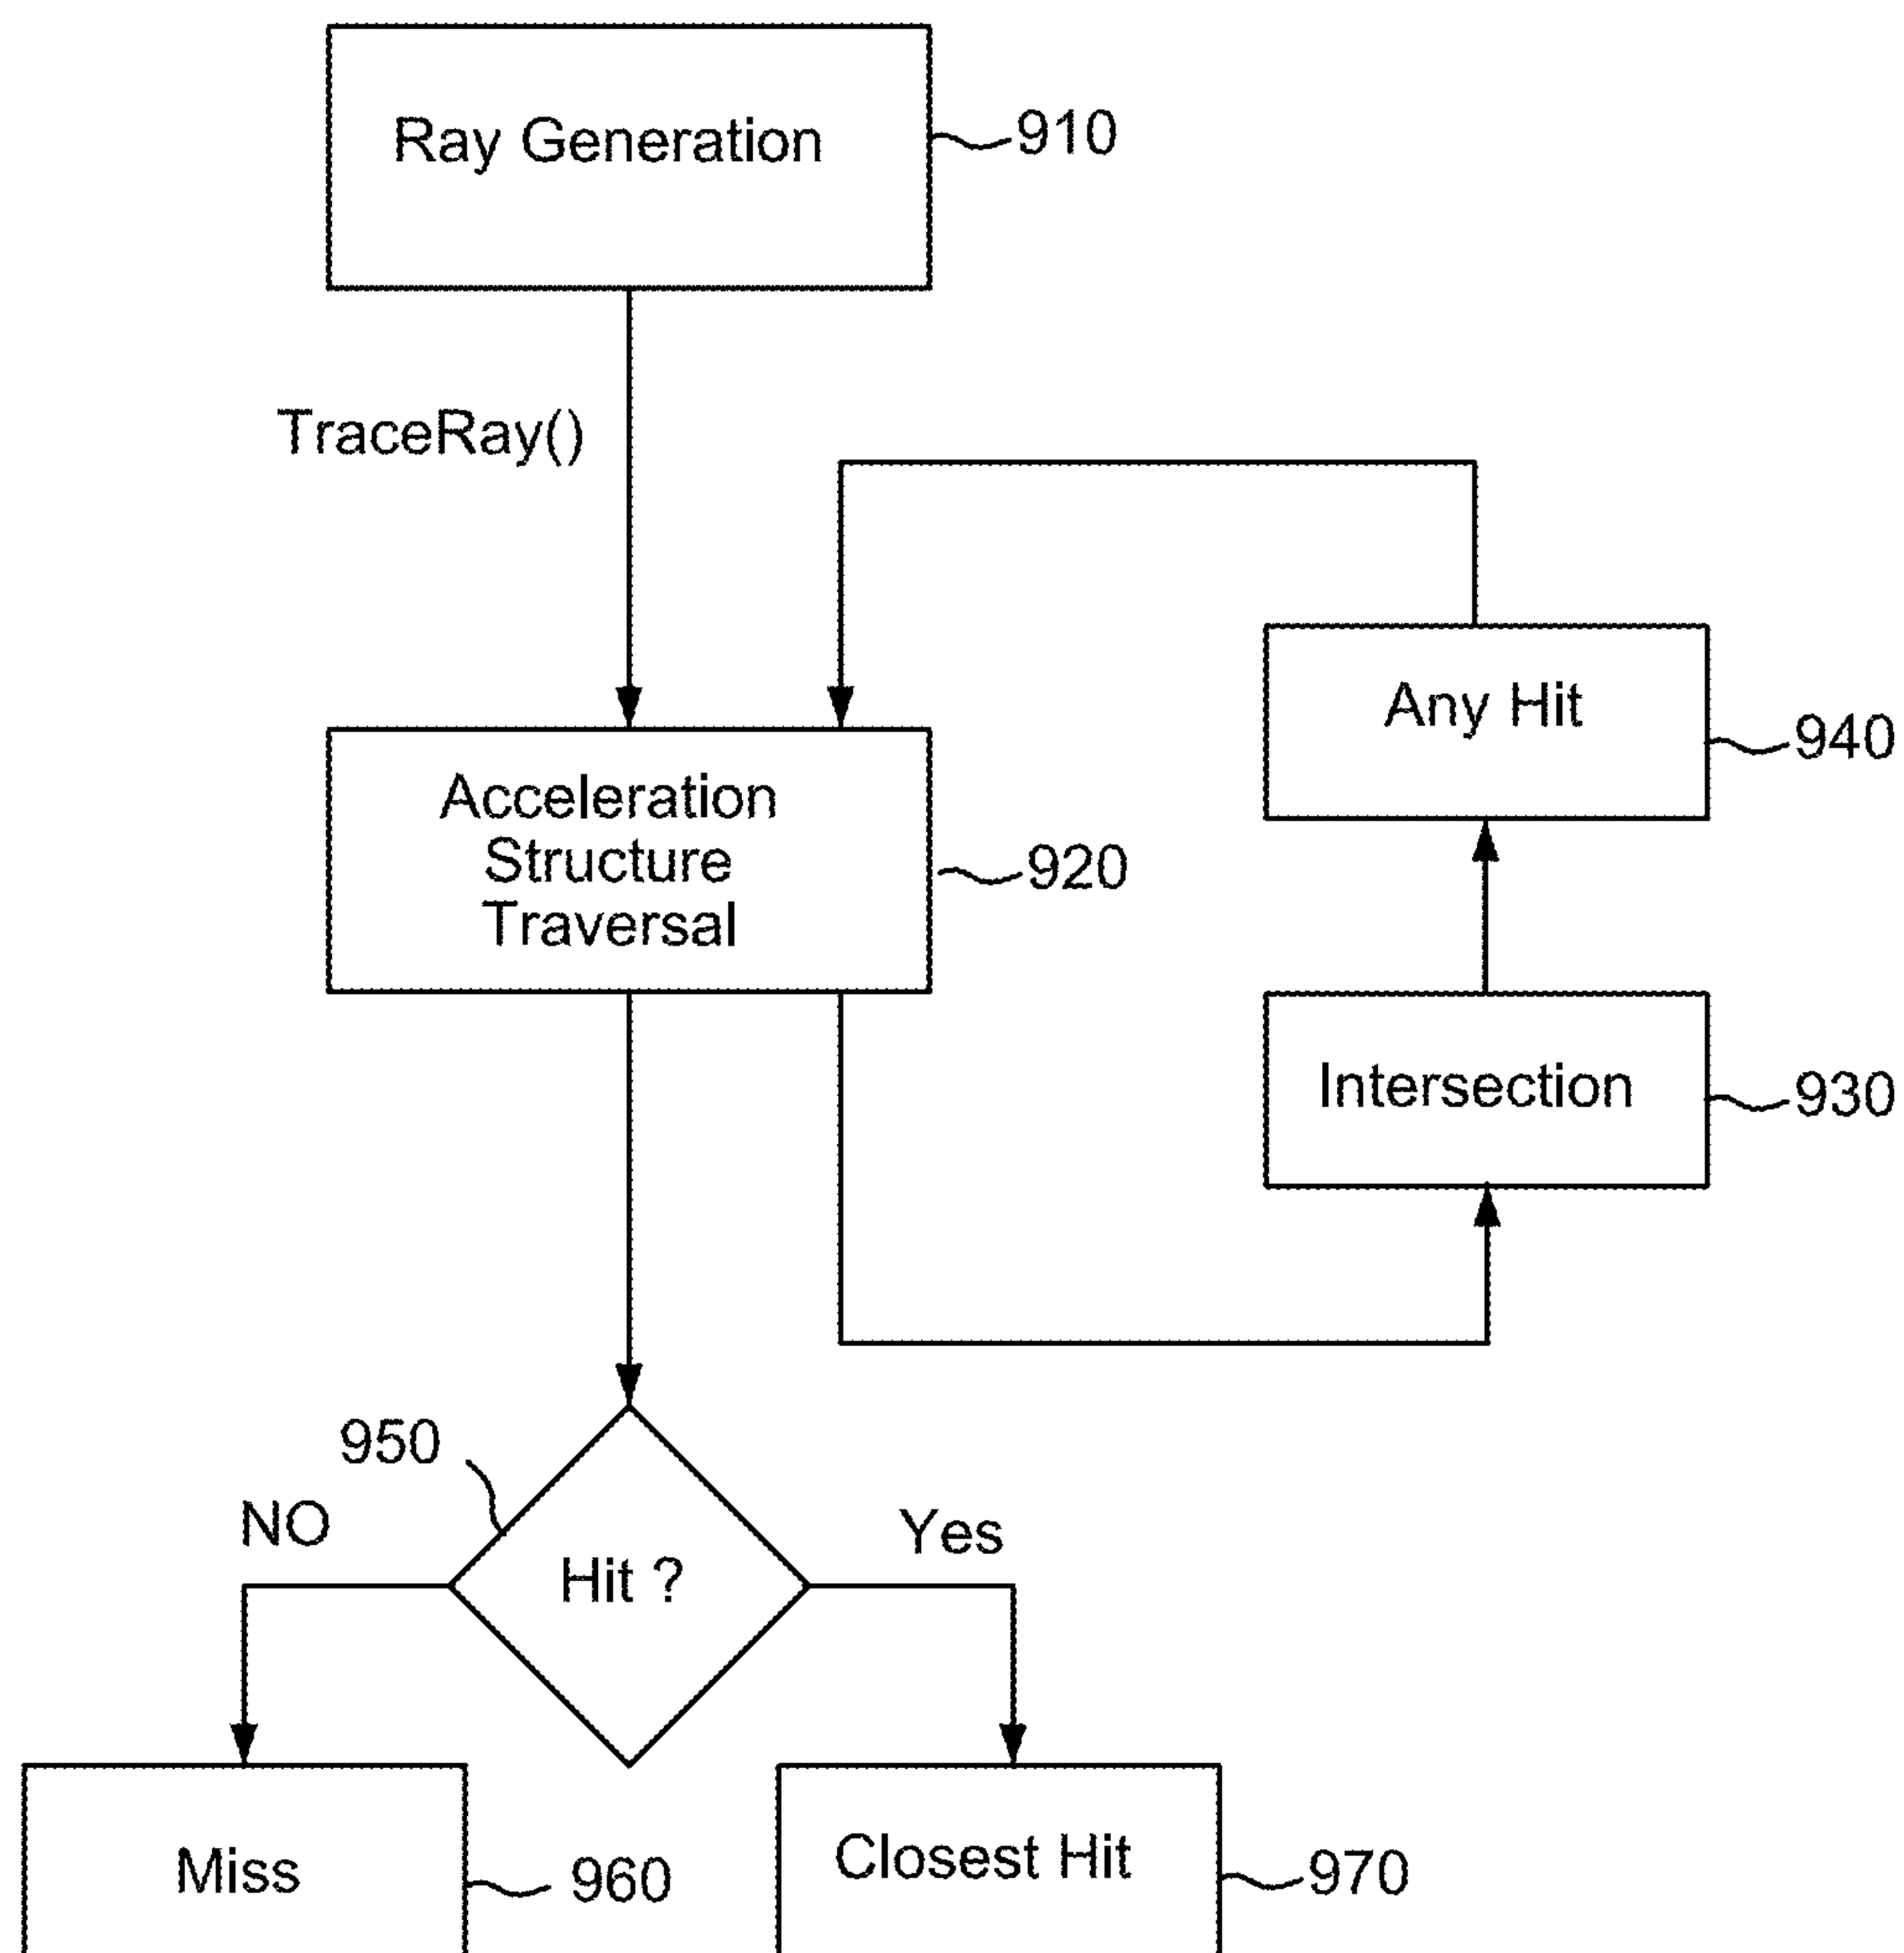 Ray Generation
910
TraceRay()
Any Hit
940
Acceleration
Structure
Traversal
920
Intersection
930
950
NO
Yes
Hit ?
Miss
960
Closest Hit
970